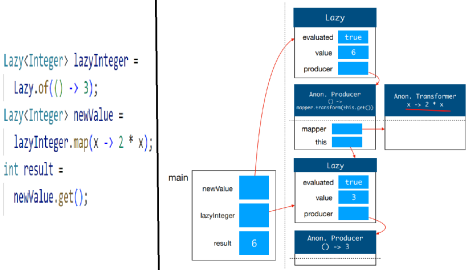 Lazy<Integer> lazyInteger =
Lazy.of(() -> 3);
Lazy<Integer> newValue =
lazyInteger.map(x -> 2 * x);
int result =
newValue.get();
main
newValue
lazyInteger
result 6
Lazy
evaluated true
value 6
producer
Anon. Producer
() ->
mapper.transform(this.get())
mapper
this
Anon. Transformer
x -> 2 * x
Lazy
evaluated true
value 3
producer
Anon. Producer
() -> 3